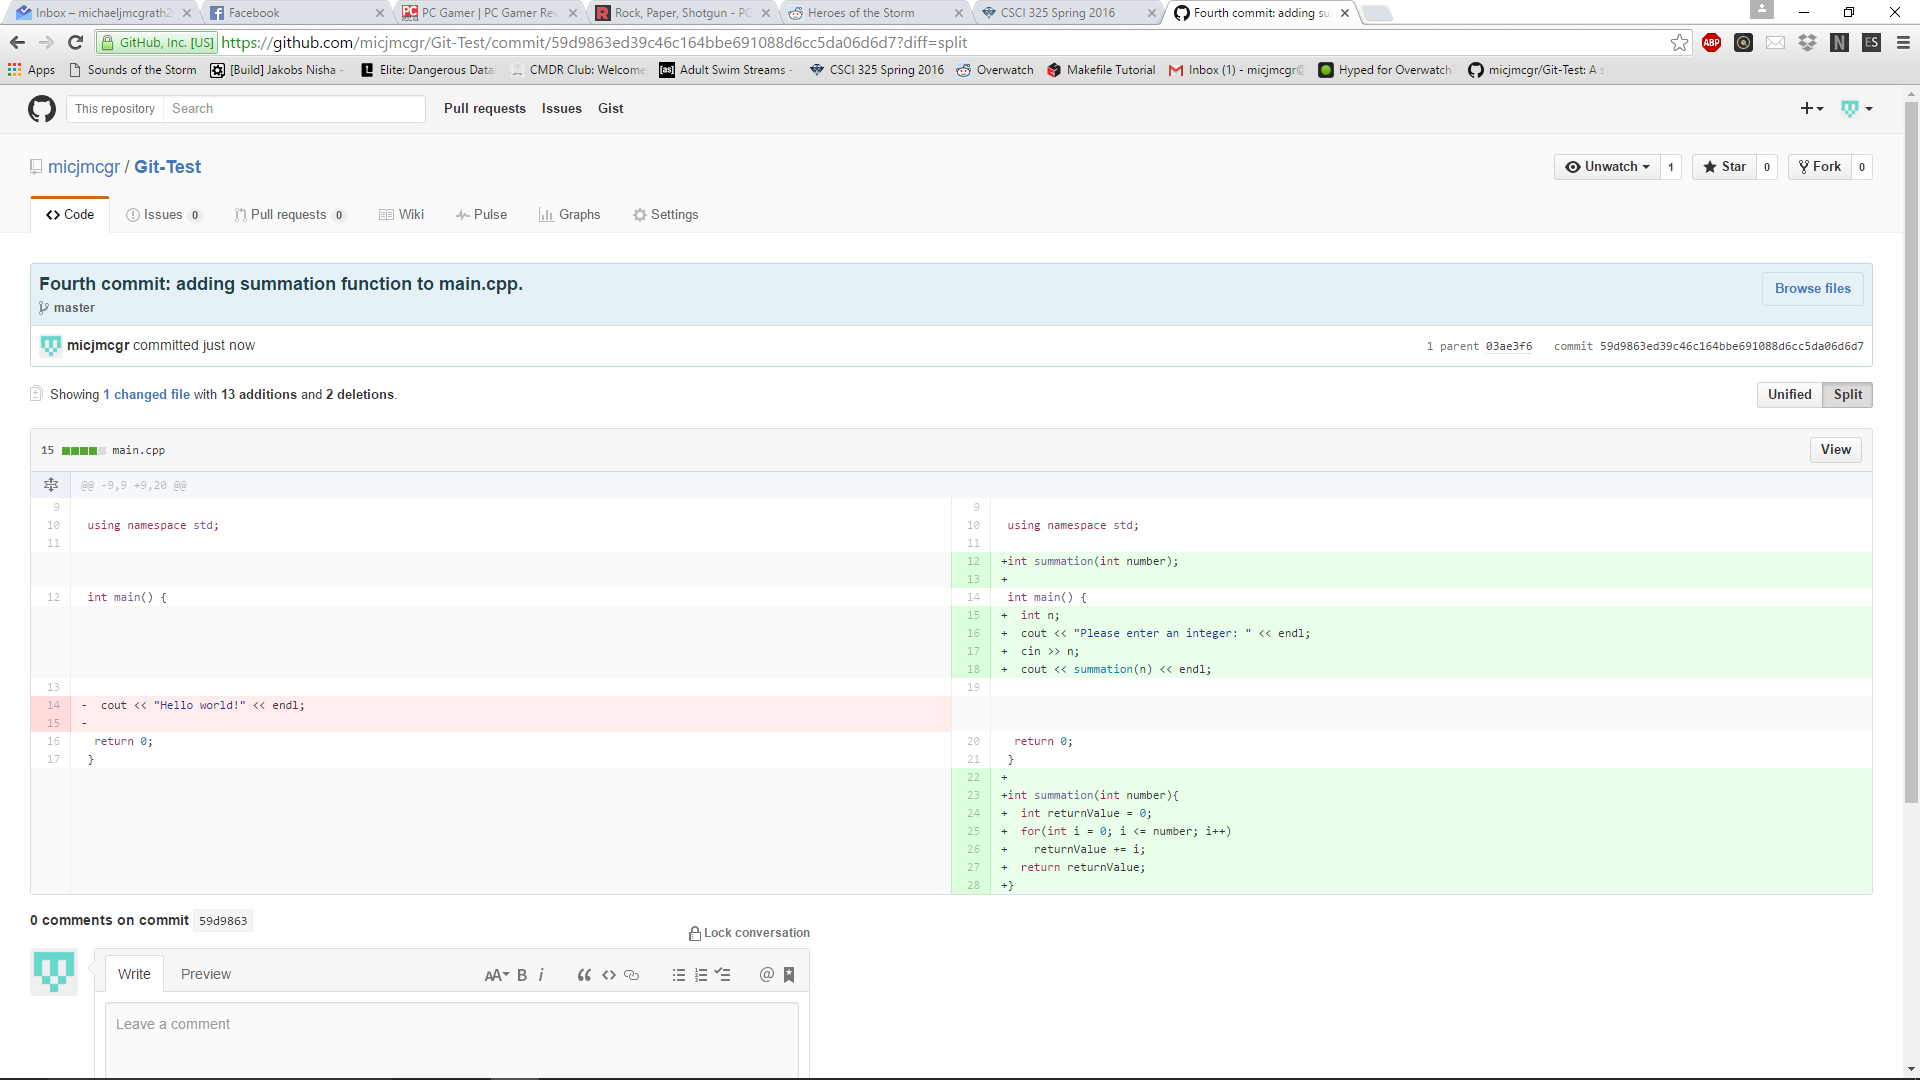 Inbox – michaeljmcgrath2
Facebook
PC Gamer | PC Gamer Rev
Rock, Paper, Shotgun - PC
Heroes of the Storm
CSCI 325 Spring 2016
Fourth commit: adding su
GitHub, Inc. [US] https://github.com/micjmcgr/Git-Test/commit/59d9863ed39c46c164bbe691088d6cc5da06d6d7?diff=split
ABP
N
ES
Apps
Sounds of the Storm
[Build] Jakobs Nisha -
Elite: Dangerous Data
CMDR Club: Welcome
[as] Adult Swim Streams -
CSCI 325 Spring 2016
Overwatch
Makefile Tutorial
Inbox (1) - micjmcgr@
Hyped for Overwatch
micjmcgr/Git-Test: A s
This repository Search
Pull requests Issues Gist
micjmcgr / Git-Test
Unwatch 1 Star 0 Fork 0
Code Issues 0 Pull requests 0 Wiki Pulse Graphs Settings
Fourth commit: adding summation function to main.cpp.
Browse files
master
micjmcgr committed just now
1 parent 03ae3f6 commit 59d9863ed39c46c164bbe691088d6cc5da06d6d7
Showing 1 changed file with 13 additions and 2 deletions.
Unified Split
15 main.cpp
View
@@ -9,9 +9,20 @@
9
10 using namespace std;
11
12 int main() {
13
14 - cout << "Hello world!" << endl;
15 -
16 return 0;
17 }
9
10 using namespace std;
11
12 +int summation(int number);
13 +
14 int main() {
15 + int n;
16 + cout << "Please enter an integer: " << endl;
17 + cin >> n;
18 + cout << summation(n) << endl;
19
20 return 0;
21 }
22 +
23 +int summation(int number){
24 + int returnValue = 0;
25 + for(int i = 0; i <= number; i++)
26 + returnValue += i;
27 + return returnValue;
28 +}
0 comments on commit 59d9863
Lock conversation
Write Preview
AA B i
Leave a comment